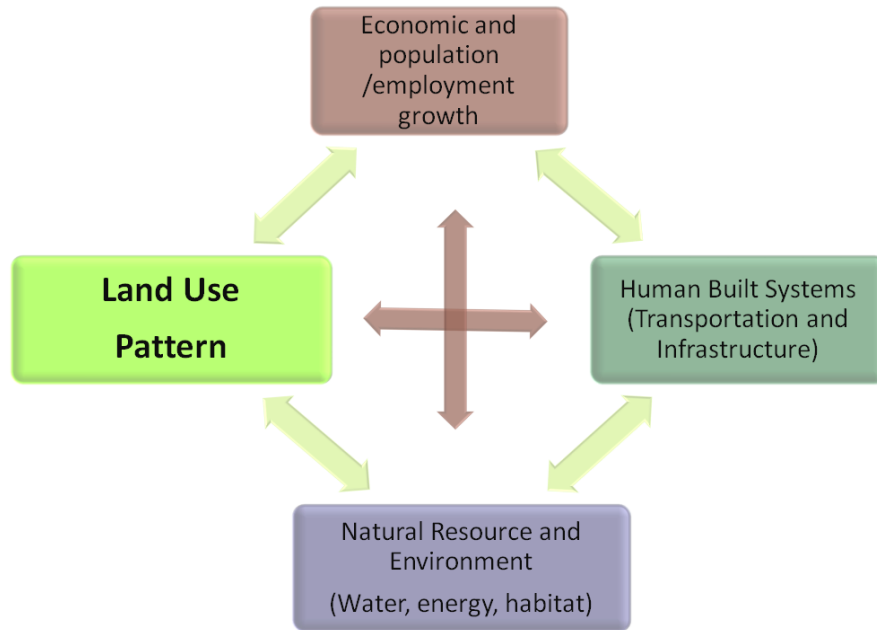 Economic and
population
/employment
growth
Land Use
Pattern
Human Built Systems
(Transportation and
Infrastructure)
Natural Resource and
Environment
(Water, energy, habitat)